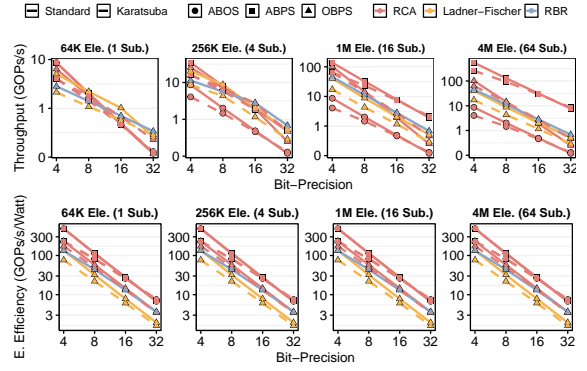 Standard Karatsuba ABOS ABPS OBPS RCA Ladner-Fischer RBR
64K Ele. (1 Sub.) 256K Ele. (4 Sub.) 1M Ele. (16 Sub.) 4M Ele. (64 Sub.)
Throughput (GOPs/s)
10 1 0
10 1 0
100 10 1 0
100 10 1 0
4 8 16 32 4 8 16 32 4 8 16 32 4 8 16 32
Bit-Precision
64K Ele. (1 Sub.) 256K Ele. (4 Sub.) 1M Ele. (16 Sub.) 4M Ele. (64 Sub.)
E. Efficiency (GOPs/s/Watt)
300 100 30 10 3
300 100 30 10 3
300 100 30 10 3
300 100 30 10 3
4 8 16 32 4 8 16 32 4 8 16 32 4 8 16 32
Bit-Precision